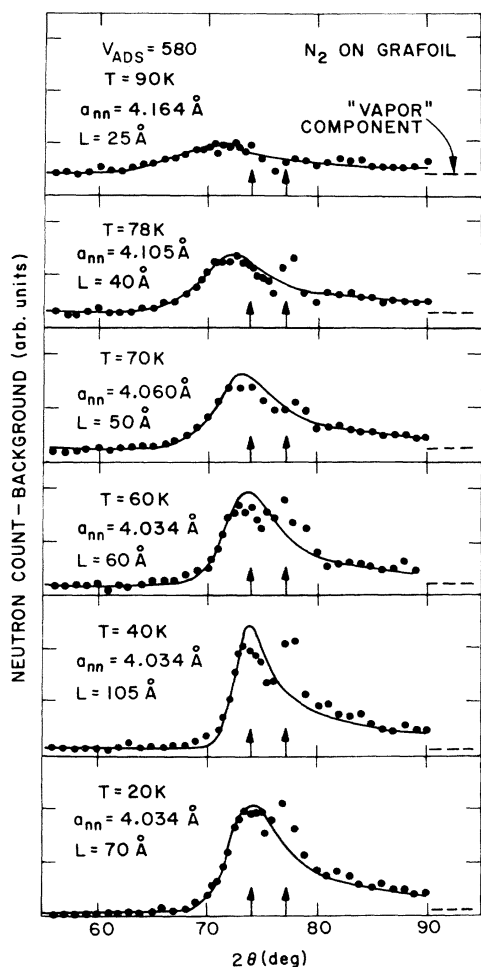 V_ADS = 580
N₂ ON GRAFOIL
T = 90K
a_nn = 4.164 Å
L = 25 Å
"VAPOR"
COMPONENT
T = 78K
a_nn = 4.105 Å
L = 40 Å
T = 70K
a_nn = 4.060 Å
L = 50 Å
T = 60K
a_nn = 4.034 Å
L = 60 Å
T = 40K
a_nn = 4.034 Å
L = 105 Å
T = 20K
a_nn = 4.034 Å
L = 70 Å
60 70 80 90
2θ (deg)
NEUTRON COUNT – BACKGROUND (arb. units)